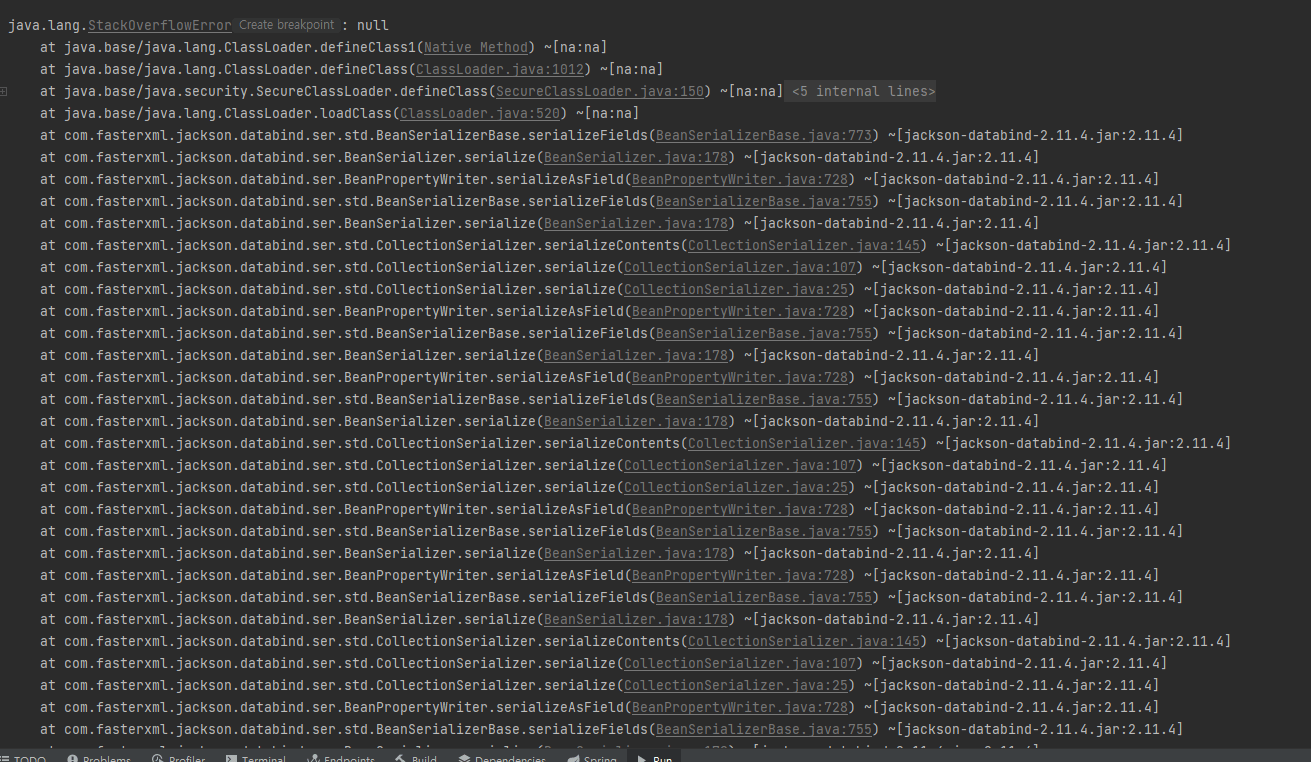 java.lang.StackOverflowError Create breakpoint : null
at java.base/java.lang.ClassLoader.defineClass1(Native Method) ~[na:na]
at java.base/java.lang.ClassLoader.defineClass(ClassLoader.java:1012) ~[na:na]
at java.base/java.security.SecureClassLoader.defineClass(SecureClassLoader.java:150) ~[na:na] <5 internal lines>
at java.base/java.lang.ClassLoader.loadClass(ClassLoader.java:520) ~[na:na]
at com.fasterxml.jackson.databind.ser.std.BeanSerializerBase.serializeFields(BeanSerializerBase.java:773) ~[jackson-databind-2.11.4.jar:2.11.4]
at com.fasterxml.jackson.databind.ser.BeanSerializer.serialize(BeanSerializer.java:178) ~[jackson-databind-2.11.4.jar:2.11.4]
at com.fasterxml.jackson.databind.ser.BeanPropertyWriter.serializeAsField(BeanPropertyWriter.java:728) ~[jackson-databind-2.11.4.jar:2.11.4]
at com.fasterxml.jackson.databind.ser.std.BeanSerializerBase.serializeFields(BeanSerializerBase.java:755) ~[jackson-databind-2.11.4.jar:2.11.4]
at com.fasterxml.jackson.databind.ser.BeanSerializer.serialize(BeanSerializer.java:178) ~[jackson-databind-2.11.4.jar:2.11.4]
at com.fasterxml.jackson.databind.ser.std.CollectionSerializer.serializeContents(CollectionSerializer.java:145) ~[jackson-databind-2.11.4.jar:2.11.4]
at com.fasterxml.jackson.databind.ser.std.CollectionSerializer.serialize(CollectionSerializer.java:107) ~[jackson-databind-2.11.4.jar:2.11.4]
at com.fasterxml.jackson.databind.ser.std.CollectionSerializer.serialize(CollectionSerializer.java:25) ~[jackson-databind-2.11.4.jar:2.11.4]
at com.fasterxml.jackson.databind.ser.BeanPropertyWriter.serializeAsField(BeanPropertyWriter.java:728) ~[jackson-databind-2.11.4.jar:2.11.4]
at com.fasterxml.jackson.databind.ser.std.BeanSerializerBase.serializeFields(BeanSerializerBase.java:755) ~[jackson-databind-2.11.4.jar:2.11.4]
at com.fasterxml.jackson.databind.ser.BeanSerializer.serialize(BeanSerializer.java:178) ~[jackson-databind-2.11.4.jar:2.11.4]
at com.fasterxml.jackson.databind.ser.BeanPropertyWriter.serializeAsField(BeanPropertyWriter.java:728) ~[jackson-databind-2.11.4.jar:2.11.4]
at com.fasterxml.jackson.databind.ser.std.BeanSerializerBase.serializeFields(BeanSerializerBase.java:755) ~[jackson-databind-2.11.4.jar:2.11.4]
at com.fasterxml.jackson.databind.ser.BeanSerializer.serialize(BeanSerializer.java:178) ~[jackson-databind-2.11.4.jar:2.11.4]
at com.fasterxml.jackson.databind.ser.std.CollectionSerializer.serializeContents(CollectionSerializer.java:145) ~[jackson-databind-2.11.4.jar:2.11.4]
at com.fasterxml.jackson.databind.ser.std.CollectionSerializer.serialize(CollectionSerializer.java:107) ~[jackson-databind-2.11.4.jar:2.11.4]
at com.fasterxml.jackson.databind.ser.std.CollectionSerializer.serialize(CollectionSerializer.java:25) ~[jackson-databind-2.11.4.jar:2.11.4]
at com.fasterxml.jackson.databind.ser.BeanPropertyWriter.serializeAsField(BeanPropertyWriter.java:728) ~[jackson-databind-2.11.4.jar:2.11.4]
at com.fasterxml.jackson.databind.ser.std.BeanSerializerBase.serializeFields(BeanSerializerBase.java:755) ~[jackson-databind-2.11.4.jar:2.11.4]
at com.fasterxml.jackson.databind.ser.BeanSerializer.serialize(BeanSerializer.java:178) ~[jackson-databind-2.11.4.jar:2.11.4]
at com.fasterxml.jackson.databind.ser.BeanPropertyWriter.serializeAsField(BeanPropertyWriter.java:728) ~[jackson-databind-2.11.4.jar:2.11.4]
at com.fasterxml.jackson.databind.ser.std.BeanSerializerBase.serializeFields(BeanSerializerBase.java:755) ~[jackson-databind-2.11.4.jar:2.11.4]
at com.fasterxml.jackson.databind.ser.BeanSerializer.serialize(BeanSerializer.java:178) ~[jackson-databind-2.11.4.jar:2.11.4]
at com.fasterxml.jackson.databind.ser.std.CollectionSerializer.serializeContents(CollectionSerializer.java:145) ~[jackson-databind-2.11.4.jar:2.11.4]
at com.fasterxml.jackson.databind.ser.std.CollectionSerializer.serialize(CollectionSerializer.java:107) ~[jackson-databind-2.11.4.jar:2.11.4]
at com.fasterxml.jackson.databind.ser.std.CollectionSerializer.serialize(CollectionSerializer.java:25) ~[jackson-databind-2.11.4.jar:2.11.4]
at com.fasterxml.jackson.databind.ser.BeanPropertyWriter.serializeAsField(BeanPropertyWriter.java:728) ~[jackson-databind-2.11.4.jar:2.11.4]
at com.fasterxml.jackson.databind.ser.std.BeanSerializerBase.serializeFields(BeanSerializerBase.java:755) ~[jackson-databind-2.11.4.jar:2.11.4]
TODO Problems Profiler Terminal Endpoints Build Dependencies Spring Run